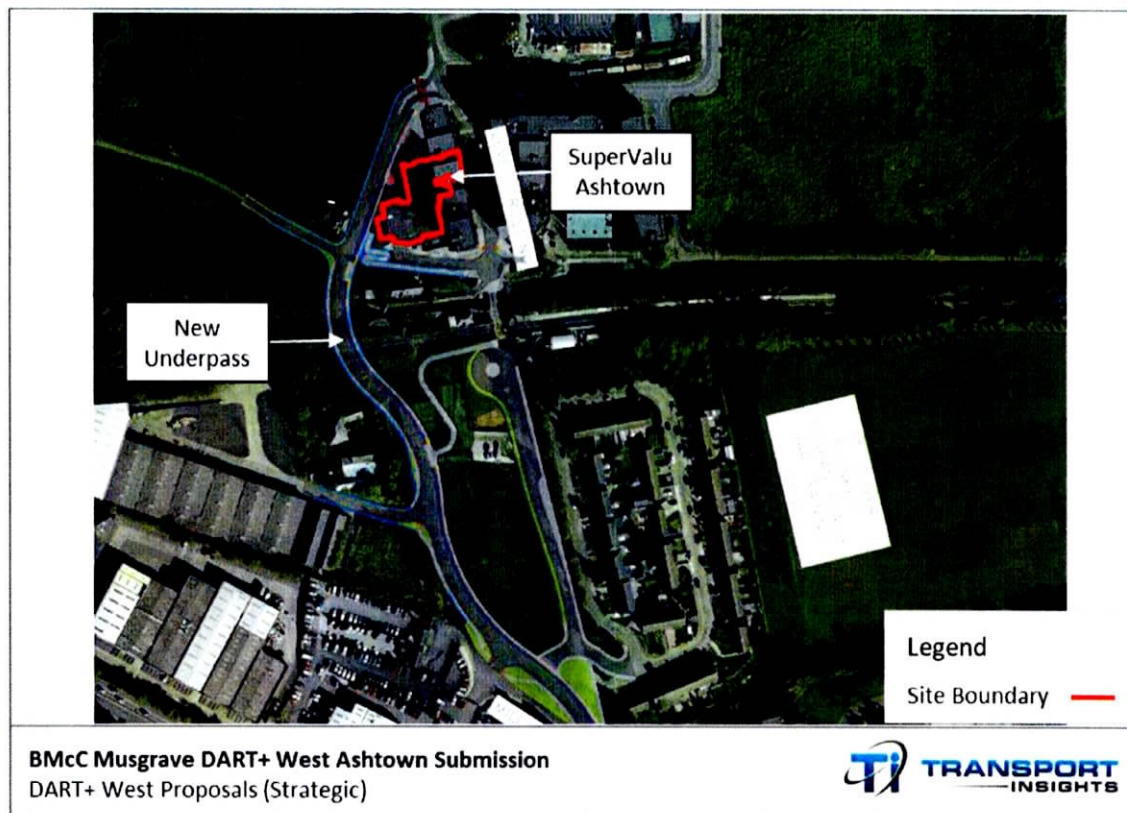 SuperValu
Ashtown
New
Underpass
Legend
Site Boundary
BMcC Musgrave DART+ West Ashtown Submission
DART+ West Proposals (Strategic)
Ti TRANSPORT
INSIGHTS